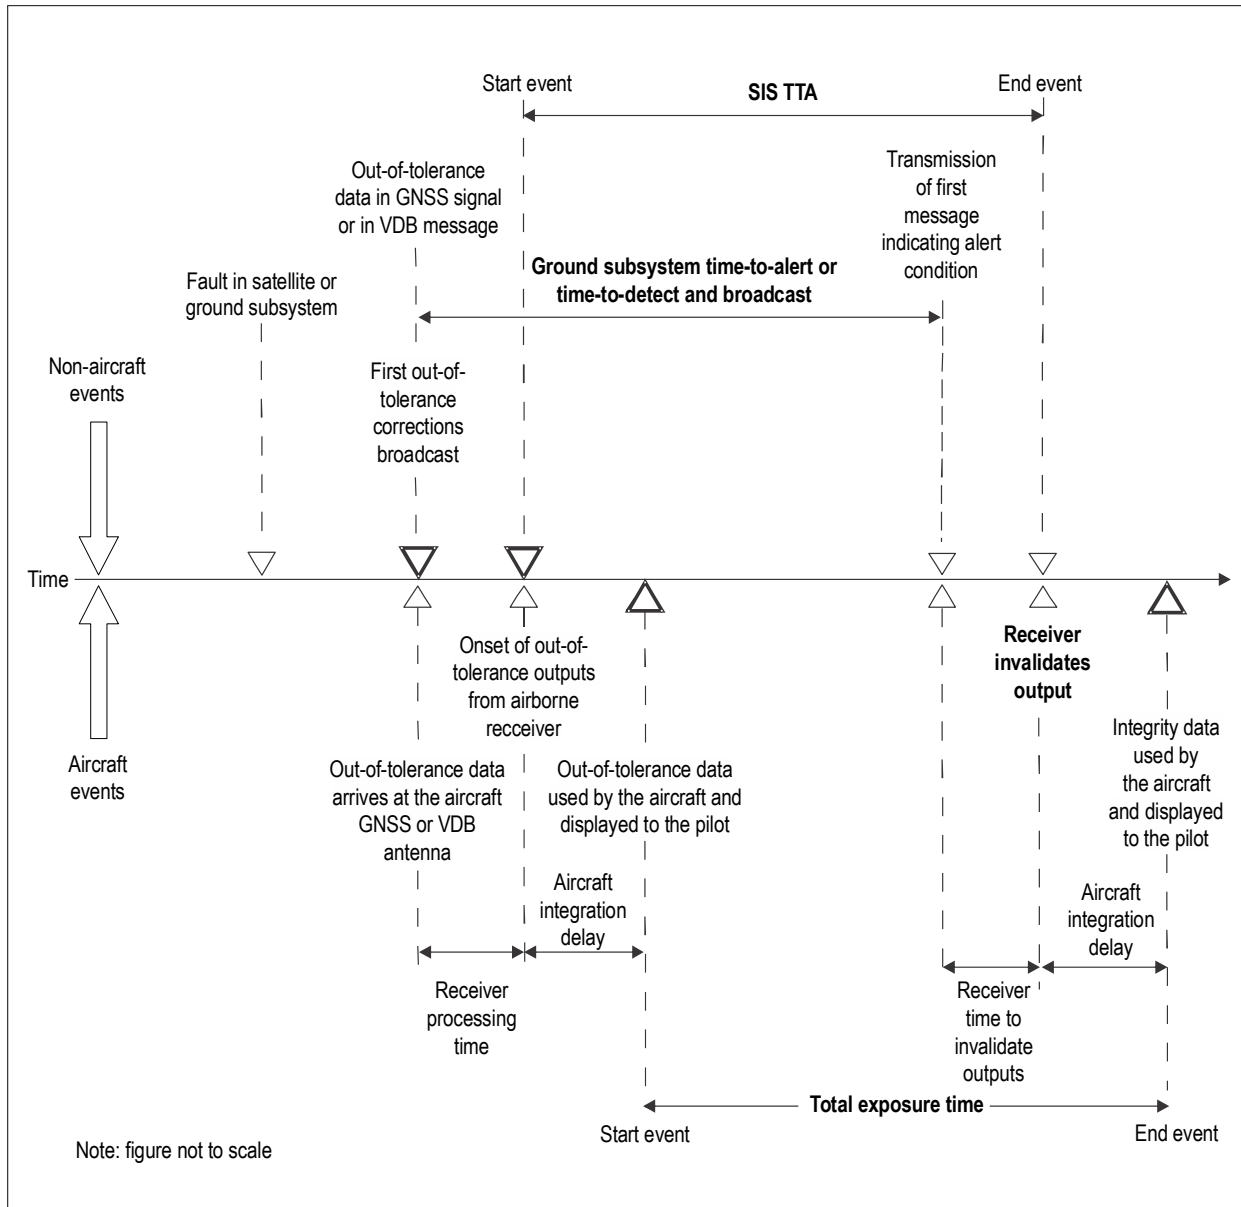 Start event
SIS TTA
End event
Out-of-tolerance
data in GNSS signal
or in VDB message
Transmission
of first
message
indicating alert
condition
Ground subsystem time-to-alert or
time-to-detect and broadcast
Fault in satellite or
ground subsystem
Non-aircraft
events
First out-of-
tolerance
corrections
broadcast
Time
Aircraft
events
Onset of out-of-
tolerance outputs
from airborne
recceiver
Receiver
invalidates
output
Out-of-tolerance data
arrives at the aircraft
GNSS or VDB
antenna
Out-of-tolerance data
used by the aircraft and
displayed to the pilot
Integrity data
used by
the aircraft
and displayed
to the pilot
Aircraft
integration
delay
Aircraft
integration
delay
Receiver
processing
time
Receiver
time to
invalidate
outputs
Total exposure time
Start event
End event
Note: figure not to scale